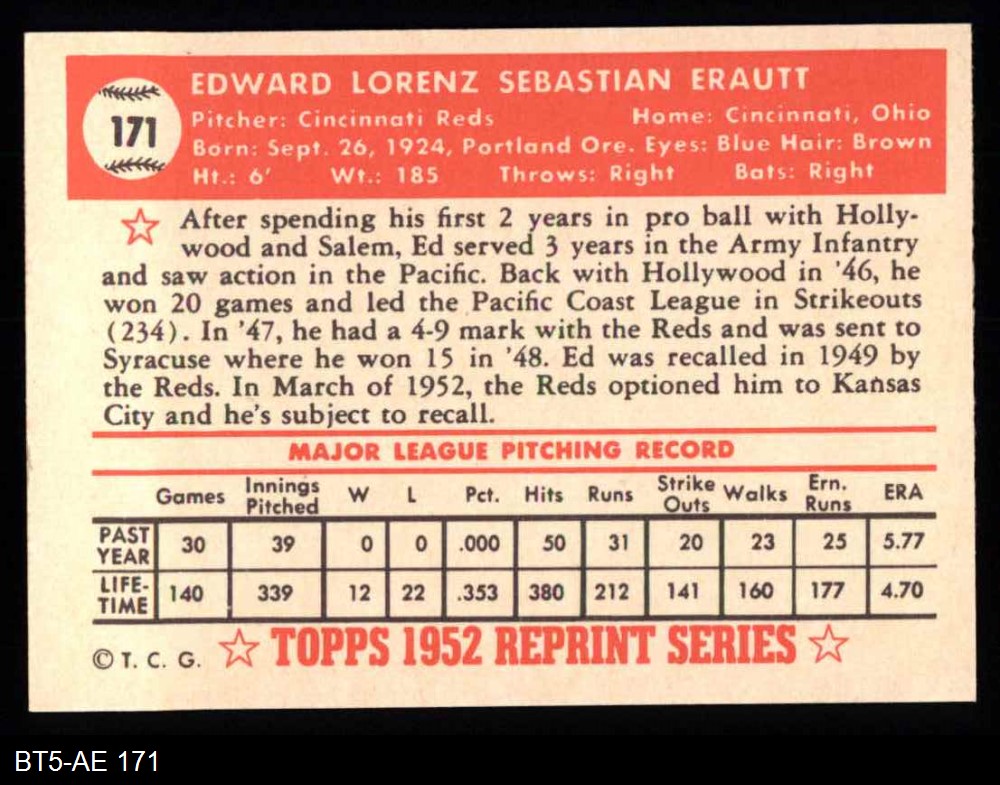 171
EDWARD LORENZ SEBASTIAN ERAUTT
Pitcher: Cincinnati Reds Home: Cincinnati, Ohio
Born: Sept. 26, 1924, Portland Ore. Eyes: Blue Hair: Brown
Ht.: 6' Wt.: 185 Throws: Right Bats: Right
After spending his first 2 years in pro ball with Holly-
wood and Salem, Ed served 3 years in the Army Infantry
and saw action in the Pacific. Back with Hollywood in '46, he
won 20 games and led the Pacific Coast League in Strikeouts
(234). In '47, he had a 4-9 mark with the Reds and was sent to
Syracuse where he won 15 in '48. Ed was recalled in 1949 by
the Reds. In March of 1952, the Reds optioned him to Kansas
City and he's subject to recall.
MAJOR LEAGUE PITCHING RECORD
Games Innings Pitched W L Pct. Hits Runs Strike Outs Walks Ern. Runs ERA
PAST YEAR 30 39 0 0 .000 50 31 20 23 25 5.77
LIFE-TIME 140 339 12 22 .353 380 212 141 160 177 4.70
© T. C. G. TOPPS 1952 REPRINT SERIES
BT5-AE 171